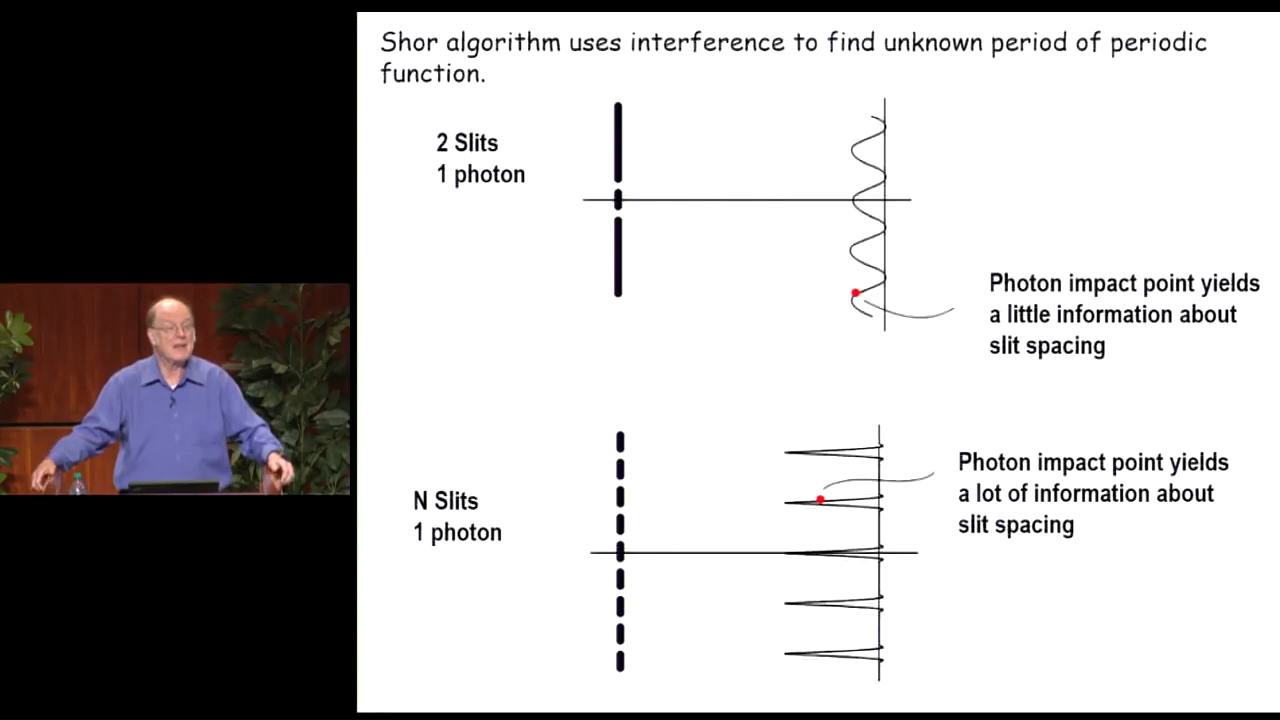 Shor algorithm uses interference to find unknown period of periodic
function.
2 Slits
1 photon
Photon impact point yields
a little information about
slit spacing
Photon impact point yields
a lot of information about
slit spacing
N Slits
1 photon